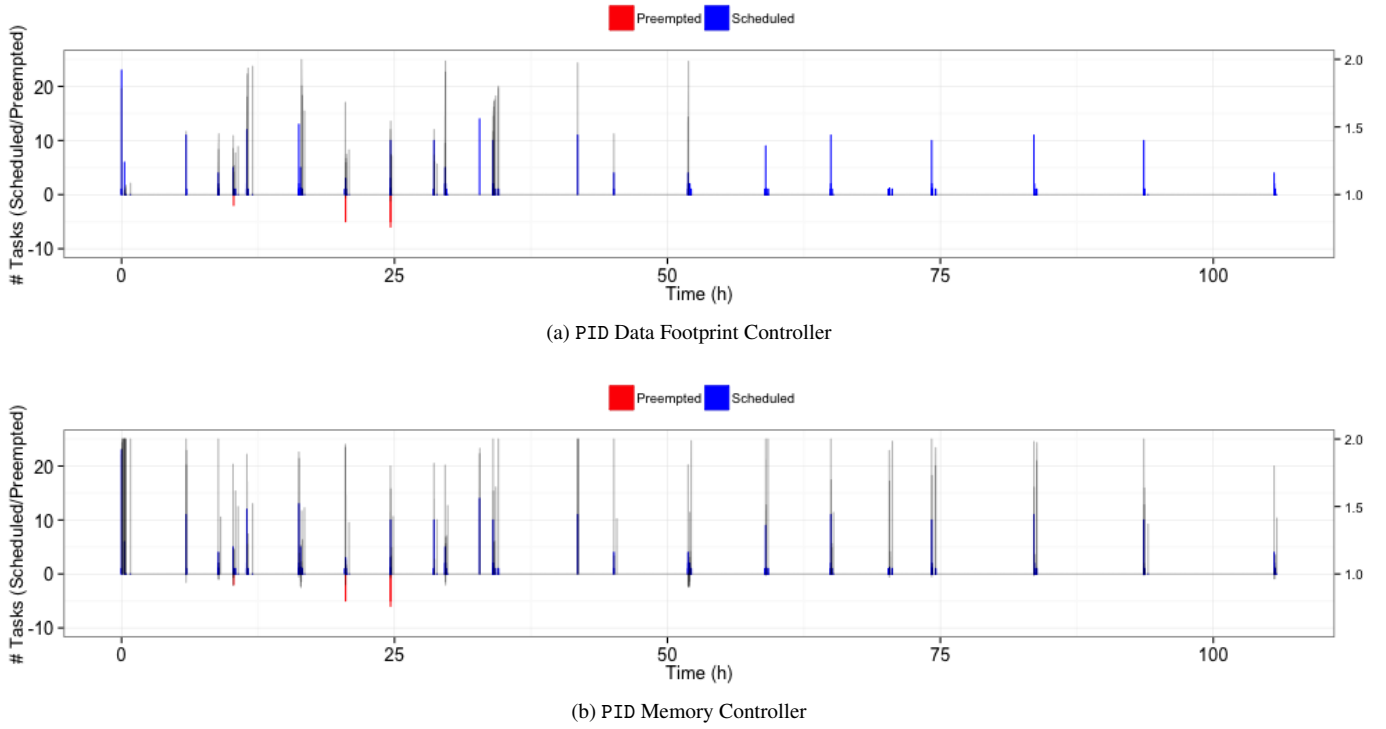 Preempted Scheduled
# Tasks (Scheduled/Preempted)
20
10
0
-10
2.0
1.5
1.0
0 25 50 75 100
Time (h)
(a) PID Data Footprint Controller
Preempted Scheduled
# Tasks (Scheduled/Preempted)
20
10
0
-10
2.0
1.5
1.0
0 25 50 75 100
Time (h)
(b) PID Memory Controller